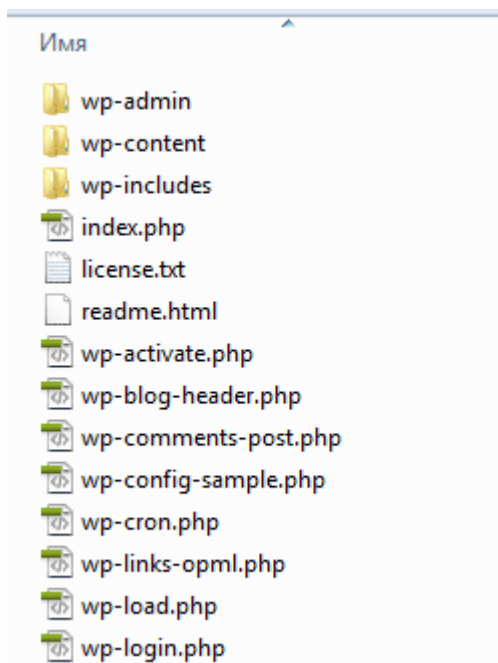 Имя
wp-admin
wp-content
wp-includes
index.php
license.txt
readme.html
wp-activate.php
wp-blog-header.php
wp-comments-post.php
wp-config-sample.php
wp-cron.php
wp-links-opml.php
wp-load.php
wp-login.php